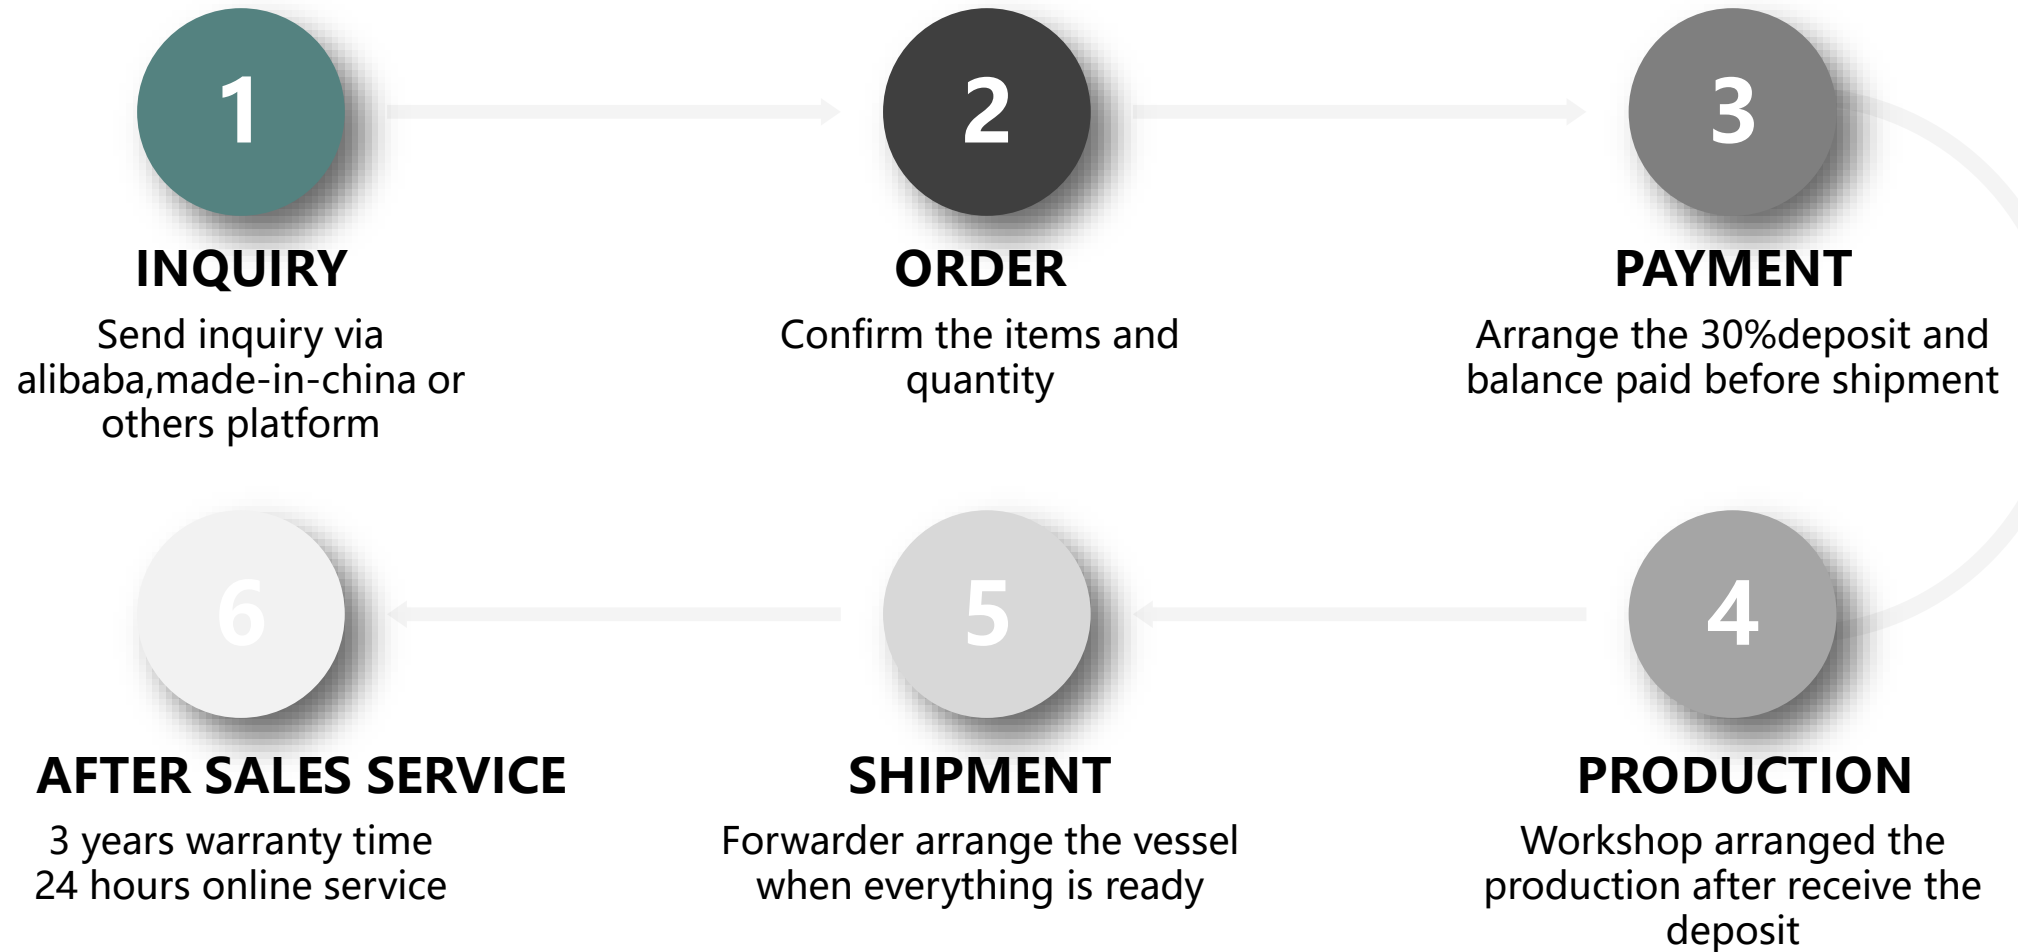 1
INQUIRY
Send inquiry via
alibaba,made-in-china or
others platform
2
ORDER
Confirm the items and
quantity
3
PAYMENT
Arrange the 30%deposit and
balance paid before shipment
4
PRODUCTION
Workshop arranged the
production after receive the
deposit
5
SHIPMENT
Forwarder arrange the vessel
when everything is ready
6
AFTER SALES SERVICE
3 years warranty time
24 hours online service